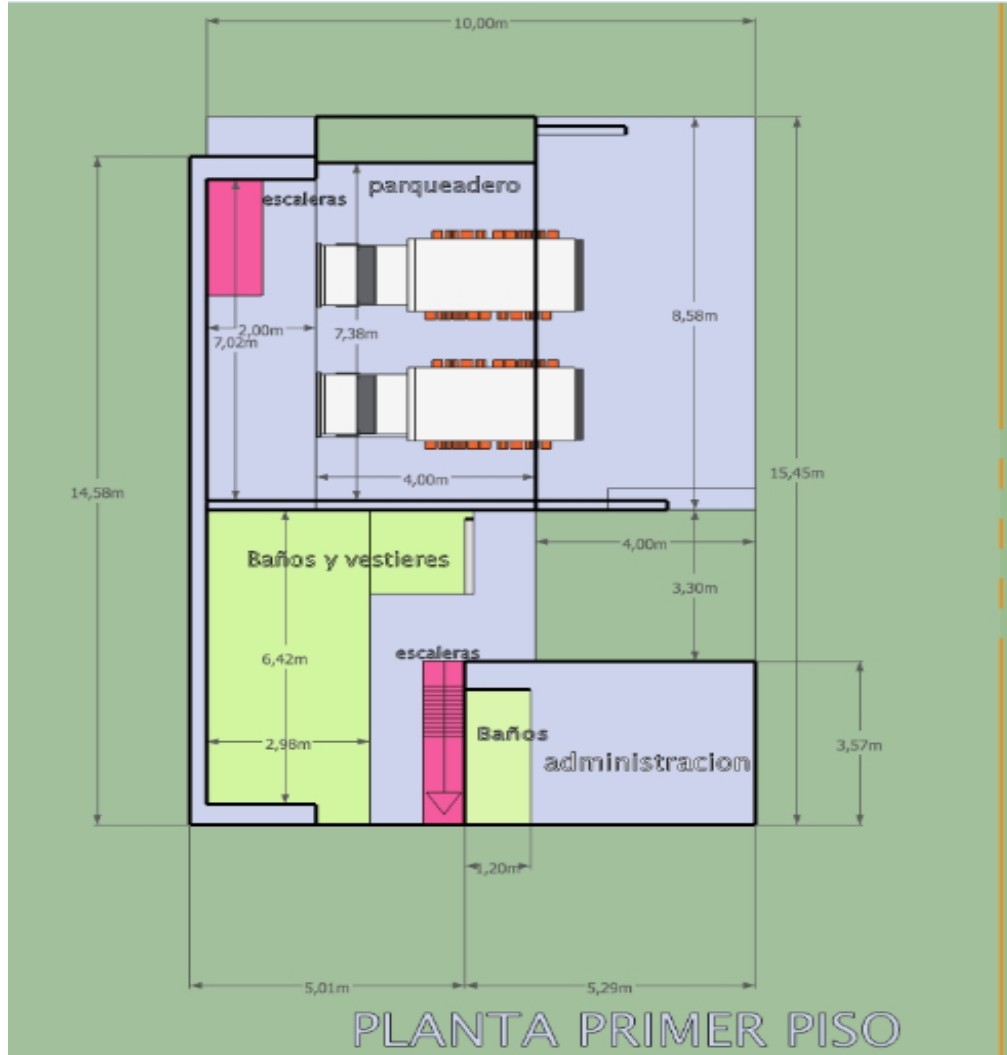 10,00m
parqueadero
escaleras
8,58m
2,00m
7,02m
7,38m
4,00m
15,45m
14,58m
4,00m
Baños y vestieres
3,30m
escaleras
6,42m
Baños
2,98m
3,57m
administracion
1,20m
5,01m
5,29m
PLANTA PRIMER PISO